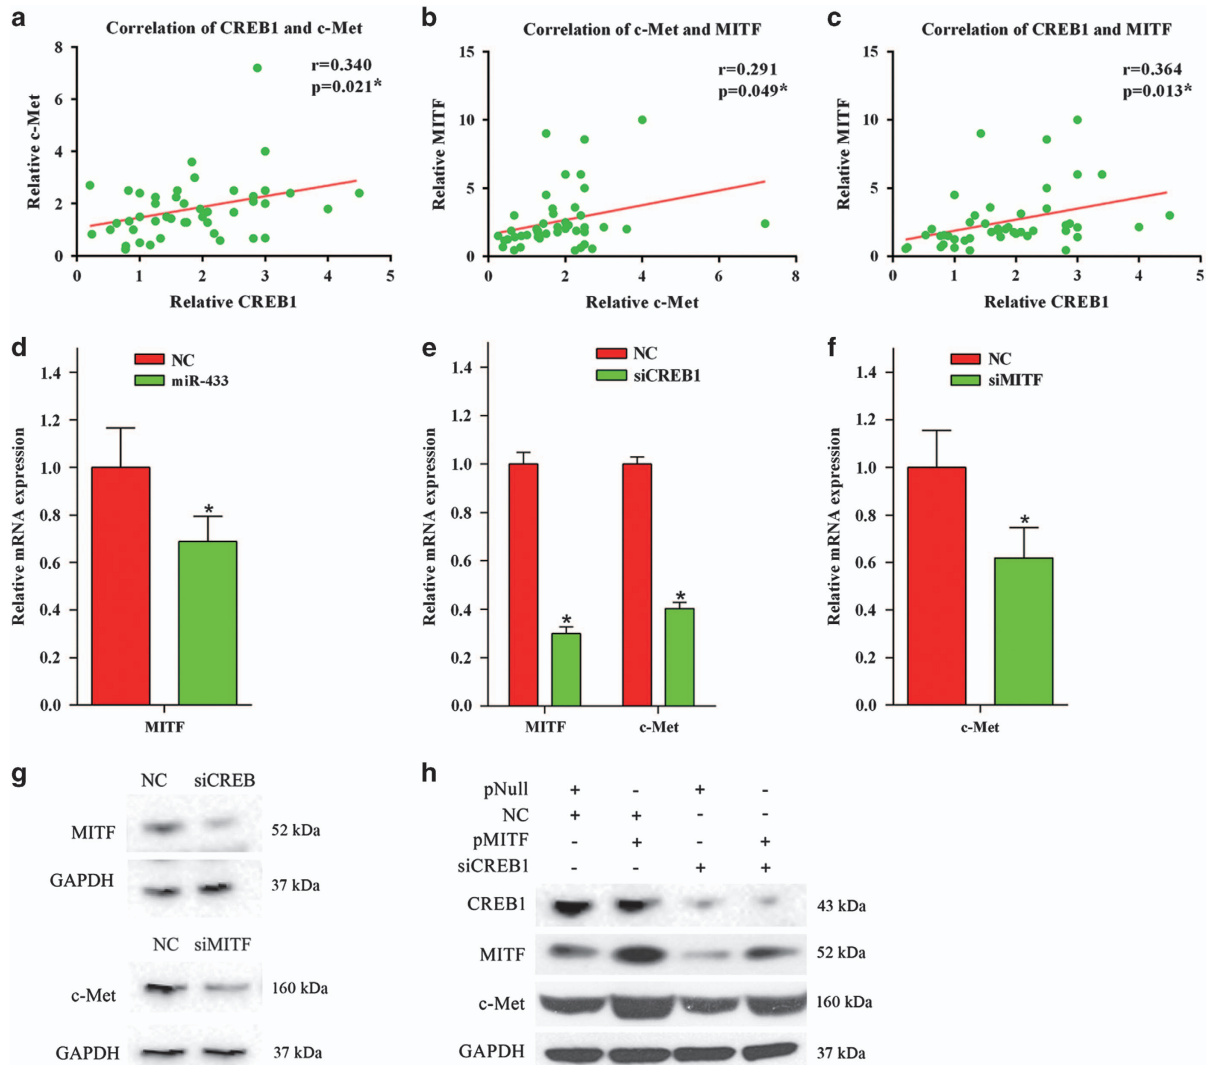 a
Correlation of CREB1 and c-Met
r=0.340
p=0.021*
8
6
4
2
0
Relative c-Met
0 1 2 3 4 5
Relative CREB1
b
Correlation of c-Met and MITF
r=0.291
p=0.049*
15
10
5
0
Relative MITF
0 2 4 6 8
Relative c-Met
c
Correlation of CREB1 and MITF
r=0.364
p=0.013*
15
10
5
0
Relative MITF
0 1 2 3 4 5
Relative CREB1
d
NC
miR-433
1.4
1.2
1.0
0.8
0.6
0.4
0.2
0.0
Relative mRNA expression
*
MITF
e
NC
siCREB1
1.4
1.2
1.0
0.8
0.6
0.4
0.2
0.0
Relative mRNA expression
* *
MITF c-Met
f
NC
siMITF
1.4
1.2
1.0
0.8
0.6
0.4
0.2
0.0
Relative mRNA expression
*
c-Met
g
NC siCREB
MITF 52 kDa
GAPDH 37 kDa
NC siMITF
c-Met 160 kDa
GAPDH 37 kDa
h
pNull + - + -
NC + + - -
pMITF - + - +
siCREB1 - - + +
CREB1 43 kDa
MITF 52 kDa
c-Met 160 kDa
GAPDH 37 kDa